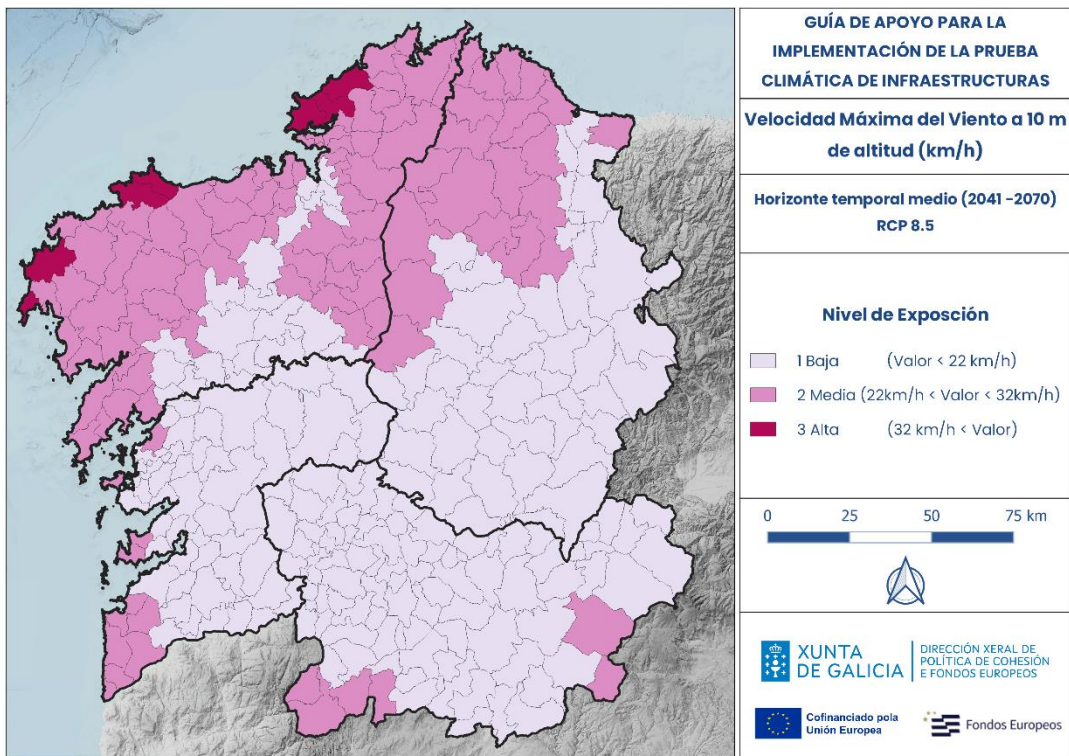 GUÍA DE APOYO PARA LA
IMPLEMENTACIÓN DE LA PRUEBA
CLIMÁTICA DE INFRAESTRUCTURAS
Velocidad Máxima del Viento a 10 m
de altitud (km/h)
Horizonte temporal medio (2041 -2070)
RCP 8.5
Nivel de Exposción
1 Baja (Valor < 22 km/h)
2 Media (22km/h < Valor < 32km/h)
3 Alta (32 km/h < Valor)
0 25 50 75 km
XUNTA
DE GALICIA
DIRECCIÓN XERAL DE
POLÍTICA DE COHESIÓN
E FONDOS EUROPEOS
Cofinanciado pola
Unión Europea
Fondos Europeos